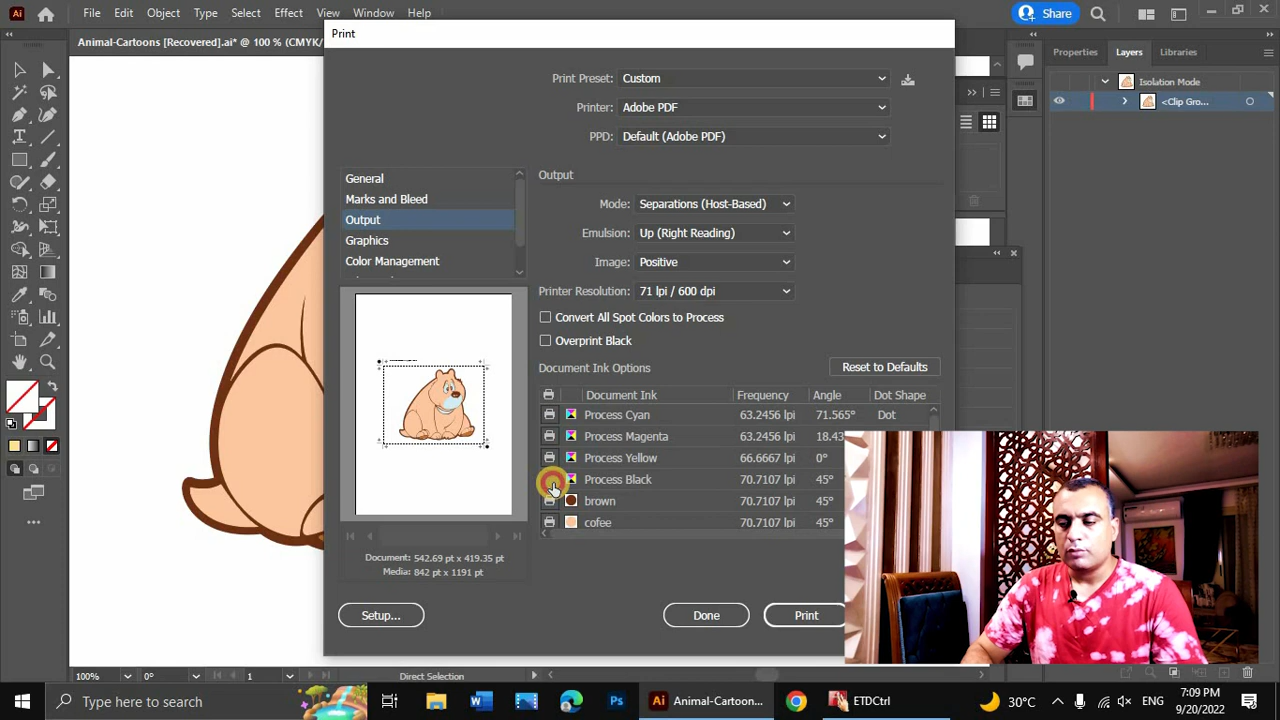 Ai File Edit Object Type Select Effect View Window Help Share
Animal-Cartoons [Recovered].ai* @ 100 % (CMYK/
Print
Print Preset: Custom
Printer: Adobe PDF
PPD: Default (Adobe PDF)
General
Marks and Bleed
Output
Graphics
Color Management
Output
Mode: Separations (Host-Based)
Emulsion: Up (Right Reading)
Image: Positive
Printer Resolution: 71 lpi / 600 dpi
Convert All Spot Colors to Process
Overprint Black
Document Ink Options Reset to Defaults
Document Ink Frequency Angle Dot Shape
Process Cyan 63.2456 lpi 71.565° Dot
Process Magenta 63.2456 lpi 18.43
Process Yellow 66.6667 lpi 0°
Process Black 70.7107 lpi 45°
brown 70.7107 lpi 45°
cofee 70.7107 lpi 45°
Document: 542.69 pt x 419.35 pt
Media: 842 pt x 1191 pt
Setup... Done Print
Properties Layers Libraries
Isolation Mode
<Clip Gro...
100% 0° 1 Direct Selection
Type here to search
W Ps Ai Animal-Cartoons... ETDCtrl 30°C ENG
7:09 PM
9/20/2022